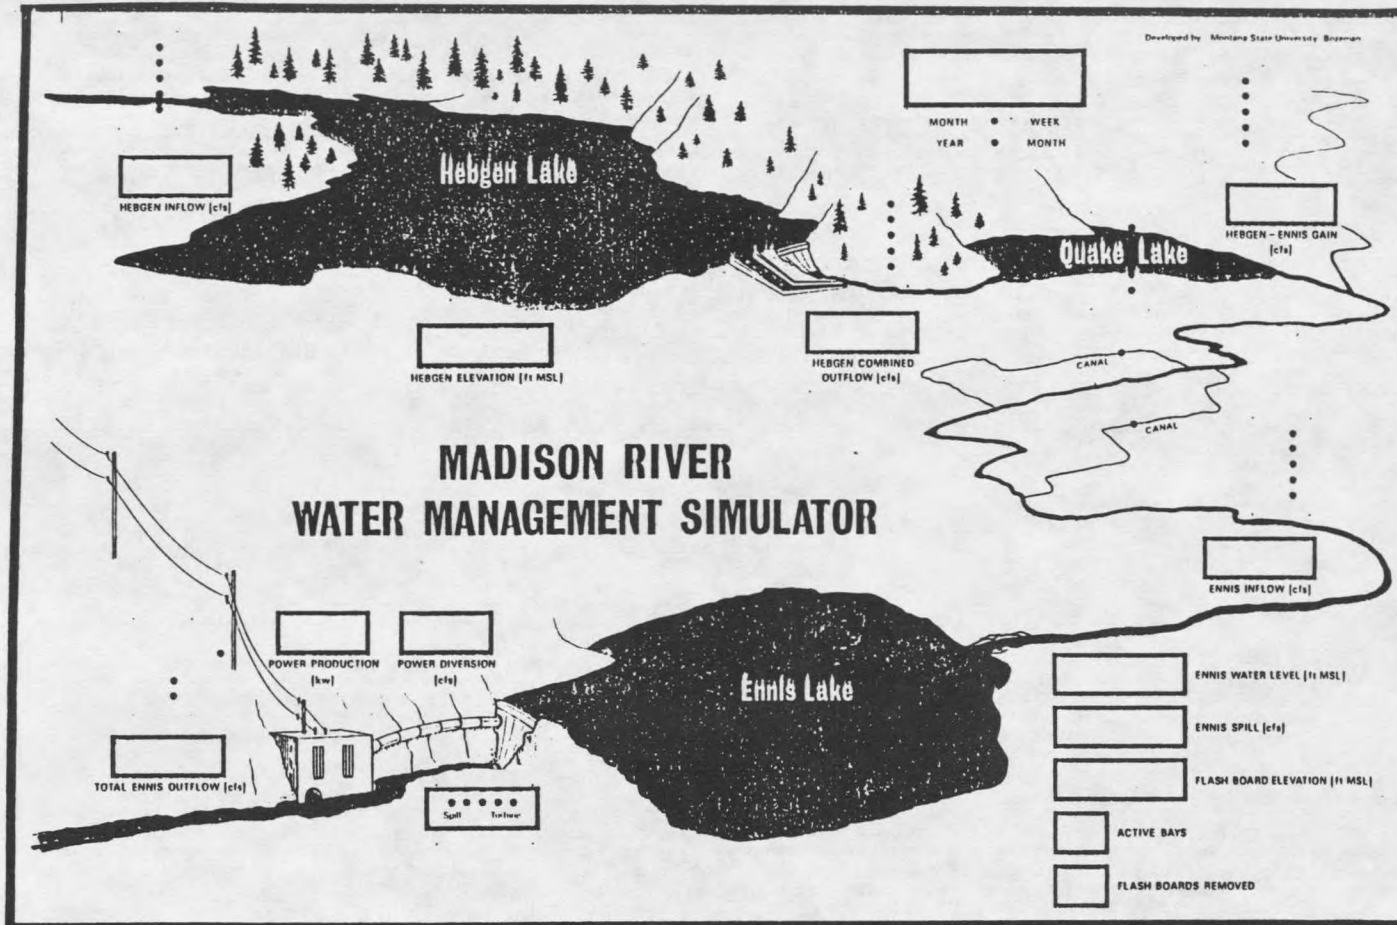 Developed by Montana State University Bozeman
MONTH • WEEK
YEAR • MONTH
Hebgen Lake
HEBGEN INFLOW [cfs]
HEBGEN - ENNIS GAIN
[cfs]
Quake Lake
HEBGEN ELEVATION [ft MSL]
HEBGEN COMBINED
OUTFLOW [cfs]
CANAL
CANAL
MADISON RIVER
WATER MANAGEMENT SIMULATOR
ENNIS INFLOW [cfs]
POWER PRODUCTION
[kw]
POWER DIVERSION
[cfs]
Ennis Lake
ENNIS WATER LEVEL [ft MSL]
ENNIS SPILL [cfs]
TOTAL ENNIS OUTFLOW [cfs]
FLASH BOARD ELEVATION [ft MSL]
Spill Turbine
ACTIVE BAYS
FLASH BOARDS REMOVED